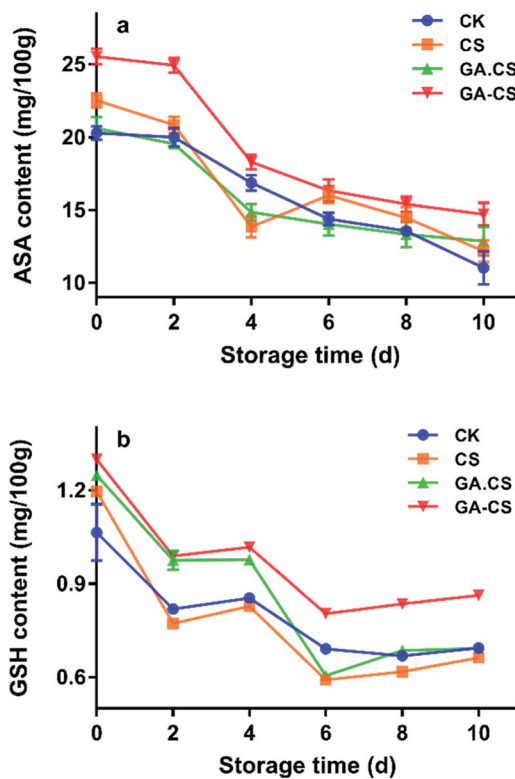 a
CK
CS
GA.CS
GA-CS
ASA content (mg/100g)
25
20
15
10
0 2 4 6 8 10
Storage time (d)
b
CK
CS
GA.CS
GA-CS
GSH content (mg/100g)
1.2
0.9
0.6
0 2 4 6 8 10
Storage time (d)